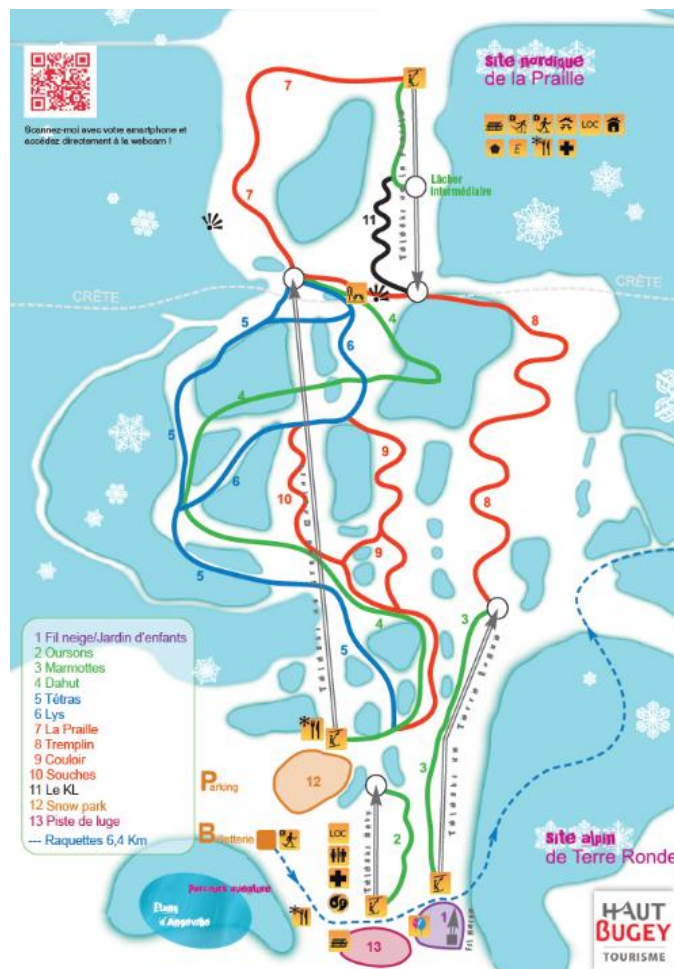 Scannez-moi avec votre smartphone et
accédez directement à la webcam !
site nordique
de la Praille
LOC
E
7
7
Lâcher
intermédiaire
11
CRÊTE
CRÊTE
5
4
6
8
4
5
9
6
10
8
9
5
4
3
5
1 Fil neige/Jardin d'enfants
2 Oursons
3 Marmottes
4 Dahut
5 Tétras
6 Lys
7 La Praille
8 Tremplin
9 Couloir
10 Souches
11 Le KL
12 Snow park
13 Piste de luge
--- Raquettes 6,4 Km
Parking
12
3
Billetterie
LOC
2
site alpin
de Terre Ronde
Parcours aventure
1
13
HAUT
BUGEY
TOURISME